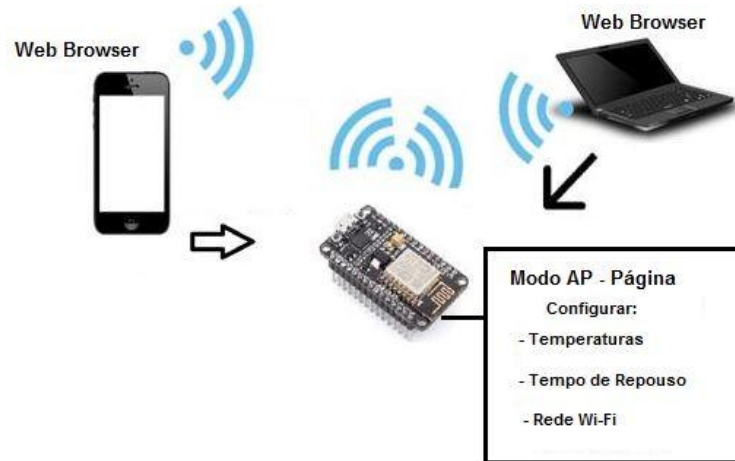 Web Browser
Web Browser
Modo AP - Página
Configurar:
- Temperaturas
- Tempo de Repouso
- Rede Wi-Fi